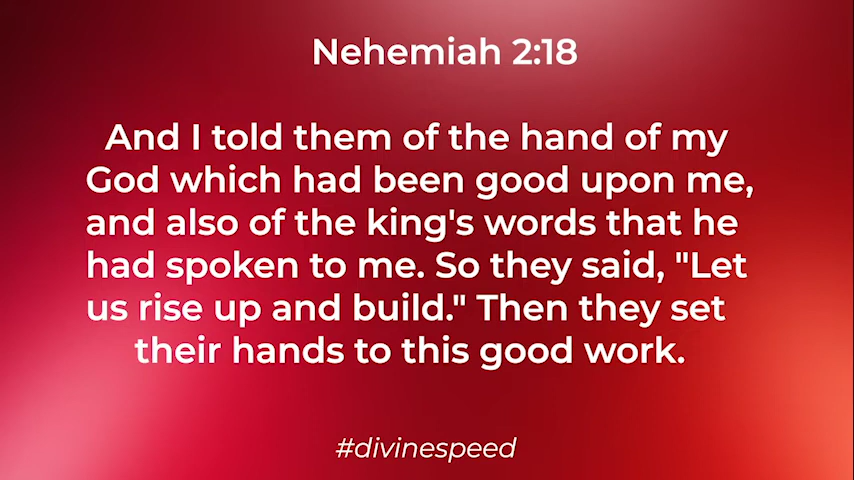 Nehemiah 2:18
And I told them of the hand of my
God which had been good upon me,
and also of the king's words that he
had spoken to me. So they said, "Let
us rise up and build." Then they set
their hands to this good work.
#divinespeed